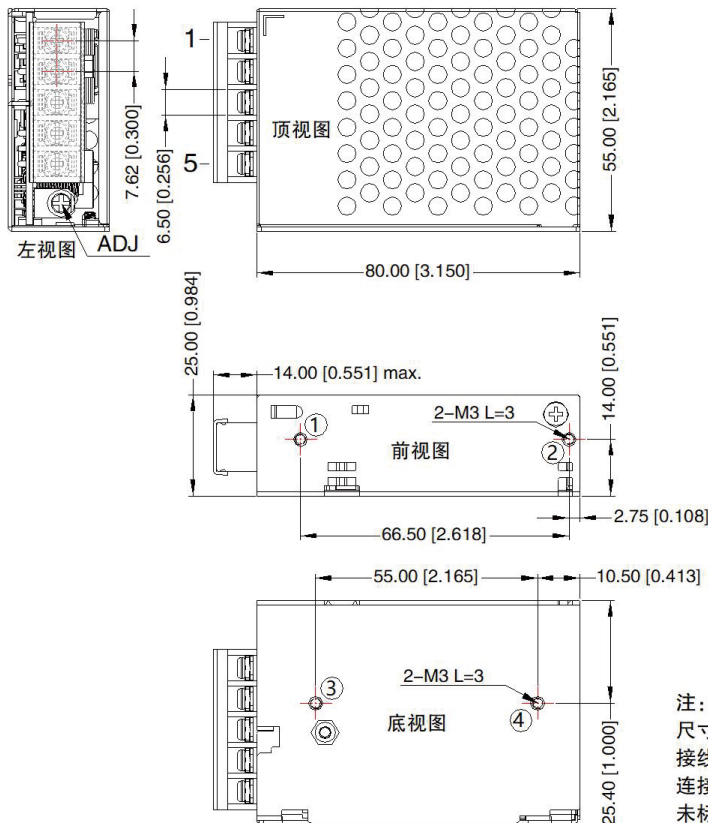 1
顶视图
5
7.62 [0.300]
6.50 [0.256]
55.00 [2.165]
左视图
ADJ
80.00 [3.150]
25.00 [0.984]
14.00 [0.551] max.
14.00 [0.551]
①
2-M3 L=3
前视图
②
2.75 [0.108]
66.50 [2.618]
55.00 [2.165]
10.50 [0.413]
③
2-M3 L=3
底视图
④
25.40 [1.000]
注：
尺寸
接线
连接
未标